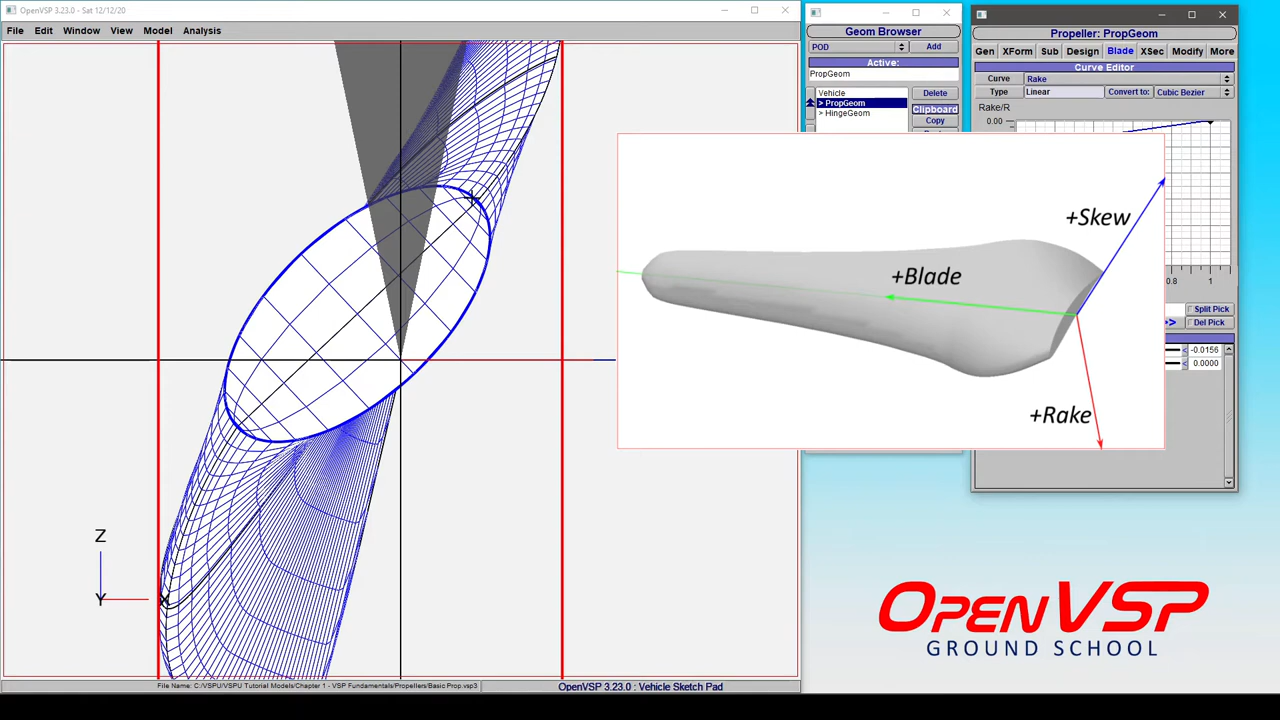 OpenVSP 3.23.0 - Sat 12/12/20
File Edit Window View Model Analysis
Z
Y
X
File Name: C:/VSPU/VSPU Tutorial Models/Chapter 1 - VSP Fundamentals/Propellers/Basic Prop.vsp3
OpenVSP 3.23.0 : Vehicle Sketch Pad
Geom Browser
POD
Add
Active:
PropGeom
Vehicle
> PropGeom
> HingeGeom
Delete
Clipboard
Copy
Propeller: PropGeom
Gen XForm Sub Design Blade XSec Modify More
Curve Editor
Curve Rake
Type Linear Convert to: Cubic Bezier
Rake/R
0.00
0.8 1
Split Pick
>> Del Pick
< -0.0156
< 0.0000
+Skew
+Blade
+Rake
OPENVSP
GROUND SCHOOL